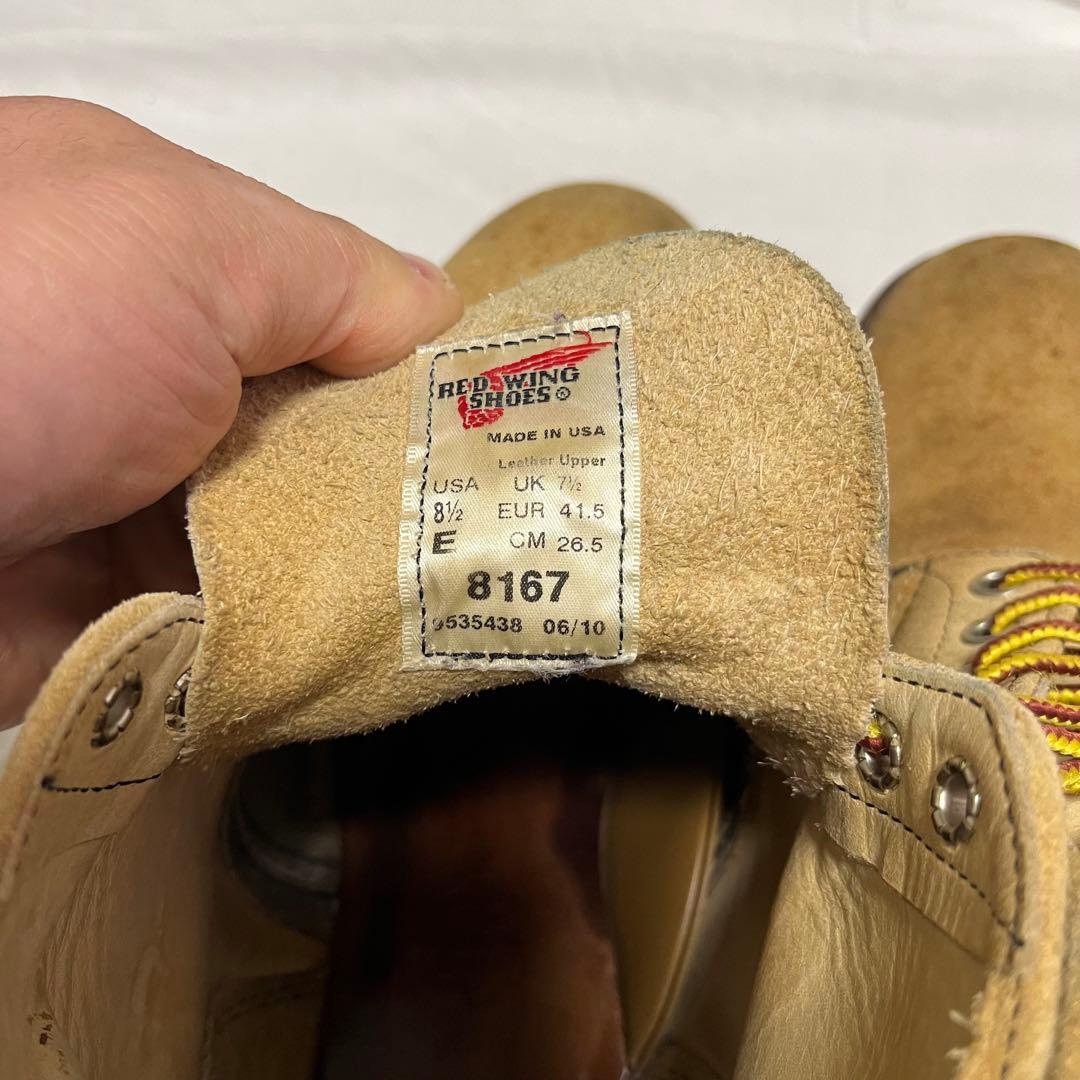 RED WING
SHOES®
MADE IN USA
Leather Upper
USA UK 7½
8½ EUR 41.5
E CM 26.5
8167
9535438 06/10